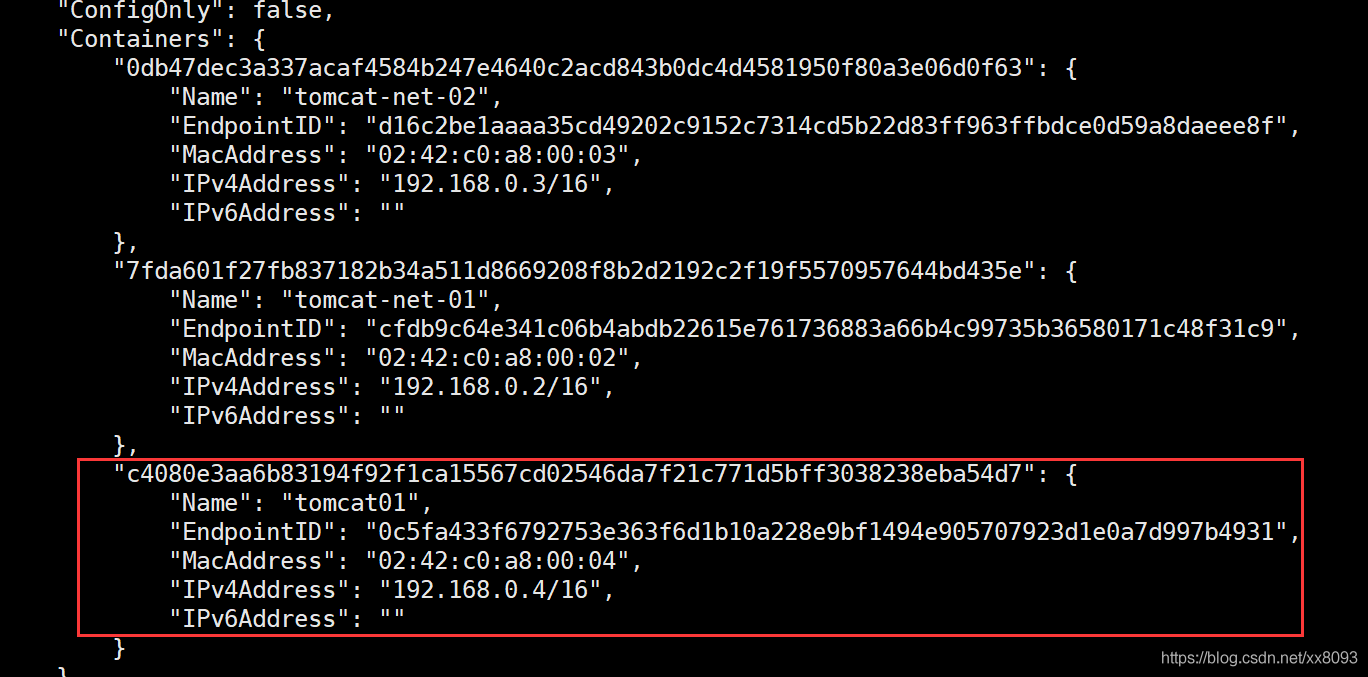 "ConfigOnly": false,
"Containers": {
"0db47dec3a337acaf4584b247e4640c2acd843b0dc4d4581950f80a3e06d0f63": {
"Name": "tomcat-net-02",
"EndpointID": "d16c2be1aaaa35cd49202c9152c7314cd5b22d83ff963ffbdce0d59a8daeee8f",
"MacAddress": "02:42:c0:a8:00:03",
"IPv4Address": "192.168.0.3/16",
"IPv6Address": ""
},
"7fda601f27fb837182b34a511d8669208f8b2d2192c2f19f5570957644bd435e": {
"Name": "tomcat-net-01",
"EndpointID": "cfdb9c64e341c06b4abdb22615e761736883a66b4c99735b36580171c48f31c9",
"MacAddress": "02:42:c0:a8:00:02",
"IPv4Address": "192.168.0.2/16",
"IPv6Address": ""
},
"c4080e3aa6b83194f92f1ca15567cd02546da7f21c771d5bff3038238eba54d7": {
"Name": "tomcat01",
"EndpointID": "0c5fa433f6792753e363f6d1b10a228e9bf1494e905707923d1e0a7d997b4931",
"MacAddress": "02:42:c0:a8:00:04",
"IPv4Address": "192.168.0.4/16",
"IPv6Address": ""
}
}
https://blog.csdn.net/xx8093